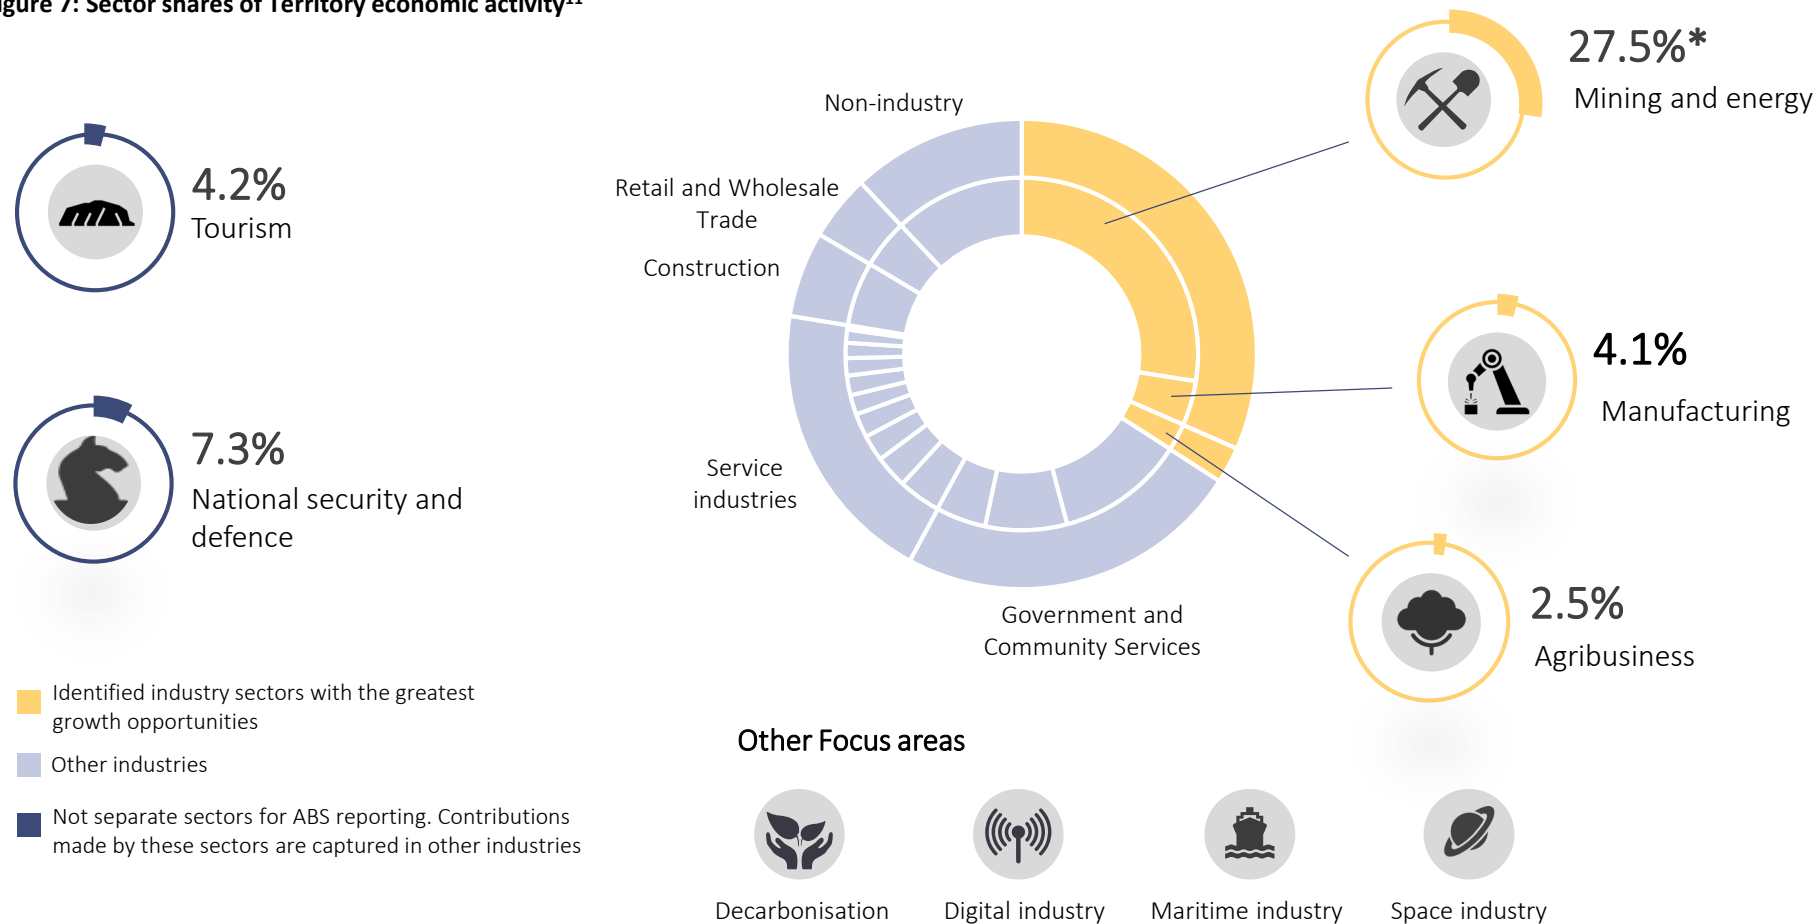 igure 7: Sector shares of Territory economic activity¹¹
4.2%
Tourism
7.3%
National security and
defence
Non-industry
Retail and Wholesale
Trade
Construction
Service
industries
Government and
Community Services
27.5%*
Mining and energy
4.1%
Manufacturing
2.5%
Agribusiness
Identified industry sectors with the greatest
growth opportunities
Other industries
Not separate sectors for ABS reporting. Contributions
made by these sectors are captured in other industries
Other Focus areas
Decarbonisation
Digital industry
Maritime industry
Space industry